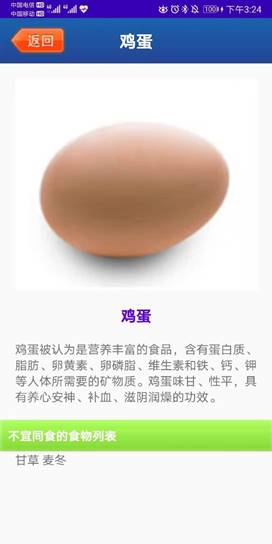 中国电信 HD
中国移动 HD
46 46
100
下午3:24
返回
鸡蛋
鸡蛋
鸡蛋被认为是营养丰富的食品，含有蛋白质、
脂肪、卵黄素、卵磷脂、维生素和铁、钙、钾
等人体所需要的矿物质。鸡蛋味甘、性平，具
有养心安神、补血、滋阴润燥的功效。
不宜同食的食物列表
甘草 麦冬